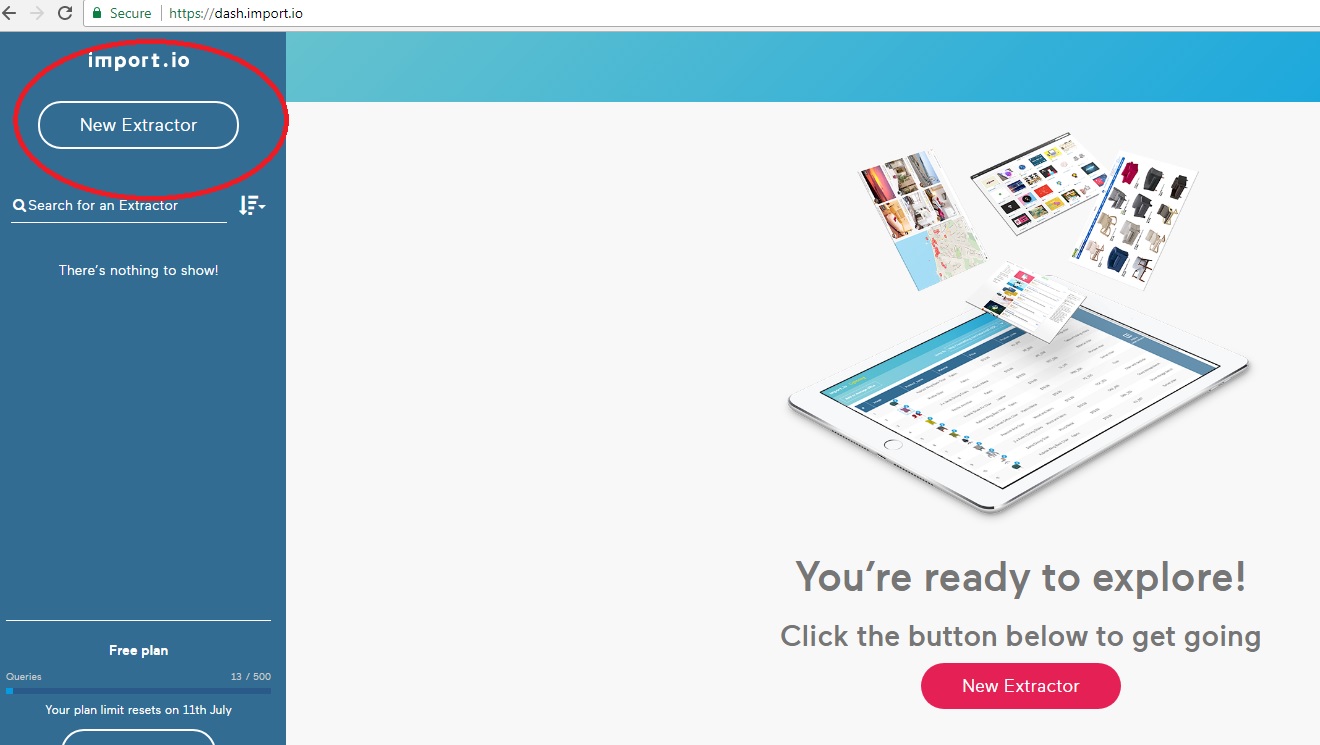 Secure
https://dash.import.io
import.io
New Extractor
Search for an Extractor
There's nothing to show!
Free plan
Queries
13 / 500
Your plan limit resets on 11th July
You're ready to explore!
Click the button below to get going
New Extractor